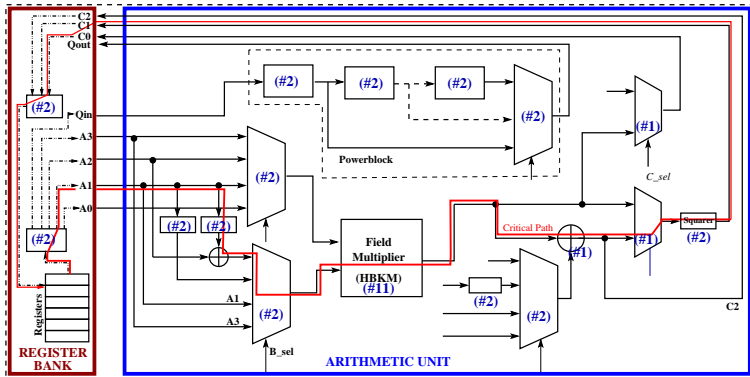 C2
C1
C0
Qout
(#2)
(#2)
(#2)
(#2)
(#2)
Qin
(#1)
A3
Powerblock
A2
C_sel
(#2)
A1
A0
(#2)
(#2)
(#2)
Field
Multiplier
(HBKM)
(#11)
Critical Path
Squarer
(#1)
(#1)
(#2)
(#2)
(#2)
A1
(#2)
(#2)
A3
C2
Registers
B_sel
REGISTER
BANK
ARITHMETIC UNIT